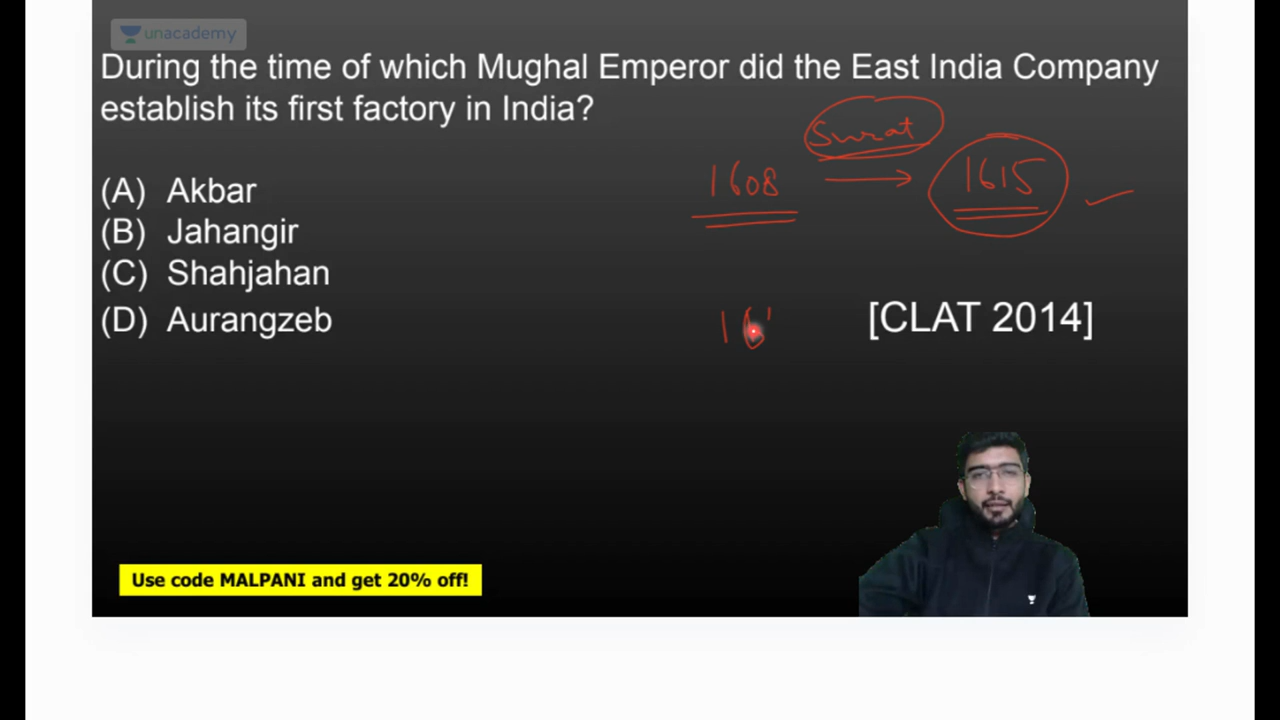 unacademy
During the time of which Mughal Emperor did the East India Company
establish its first factory in India?
Surat
1608
1615
(A) Akbar
(B) Jahangir
(C) Shahjahan
(D) Aurangzeb
[CLAT 2014]
Use code MALPANI and get 20% off!